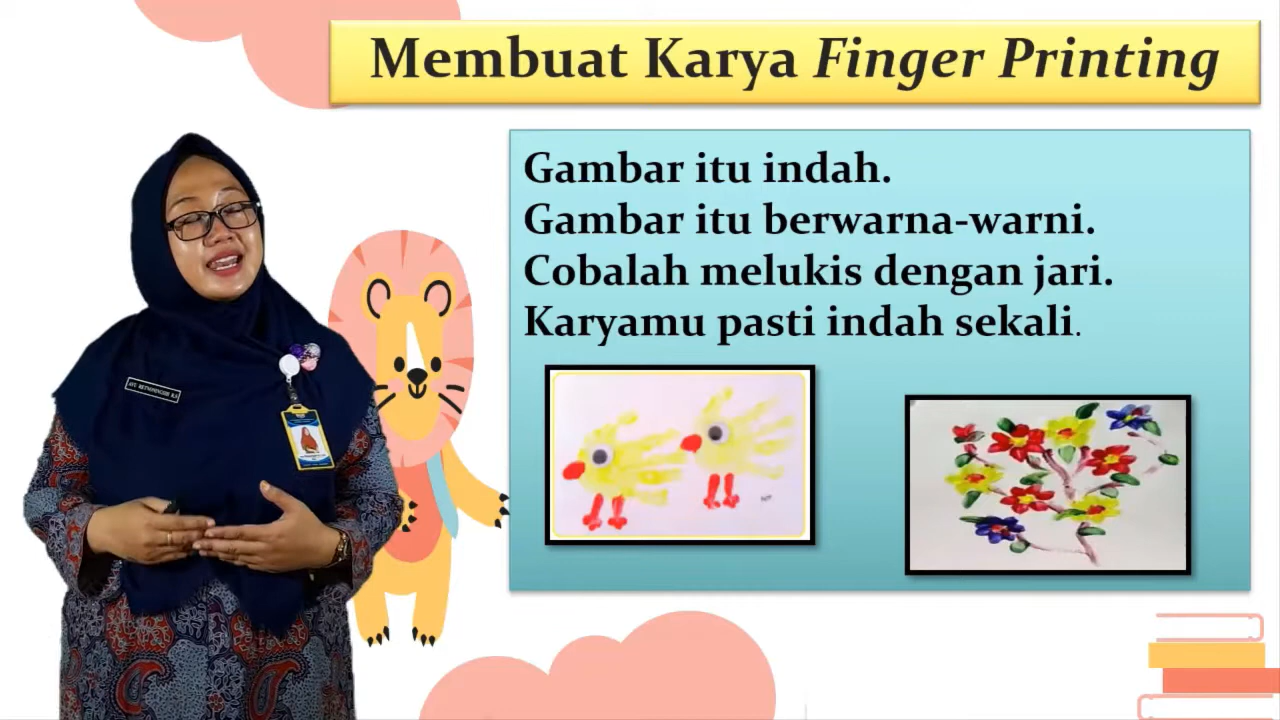 Membuat Karya Finger Printing
Gambar itu indah.
Gambar itu berwarna-warni.
Cobalah melukis dengan jari.
Karyamu pasti indah sekali.